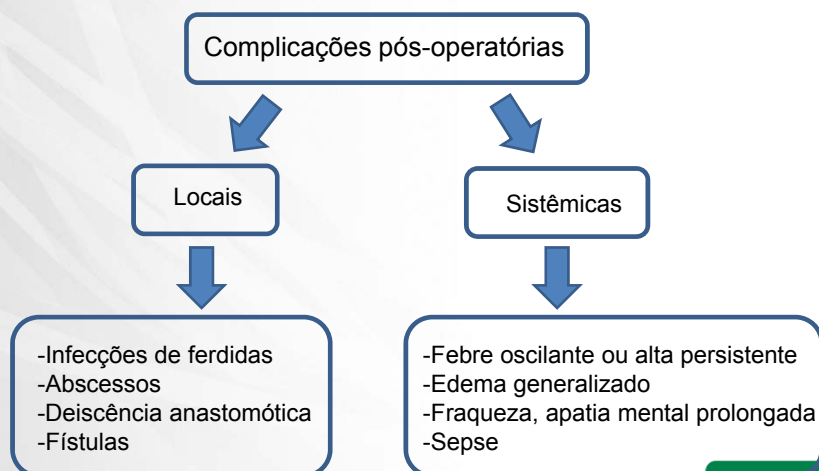 Complicações pós-operatórias
Locais
Sistêmicas
-Infecções de ferdidas
-Abscessos
-Deiscência anastomótica
-Fístulas
-Febre oscilante ou alta persistente
-Edema generalizado
-Fraqueza, apatia mental prolongada
-Sepse